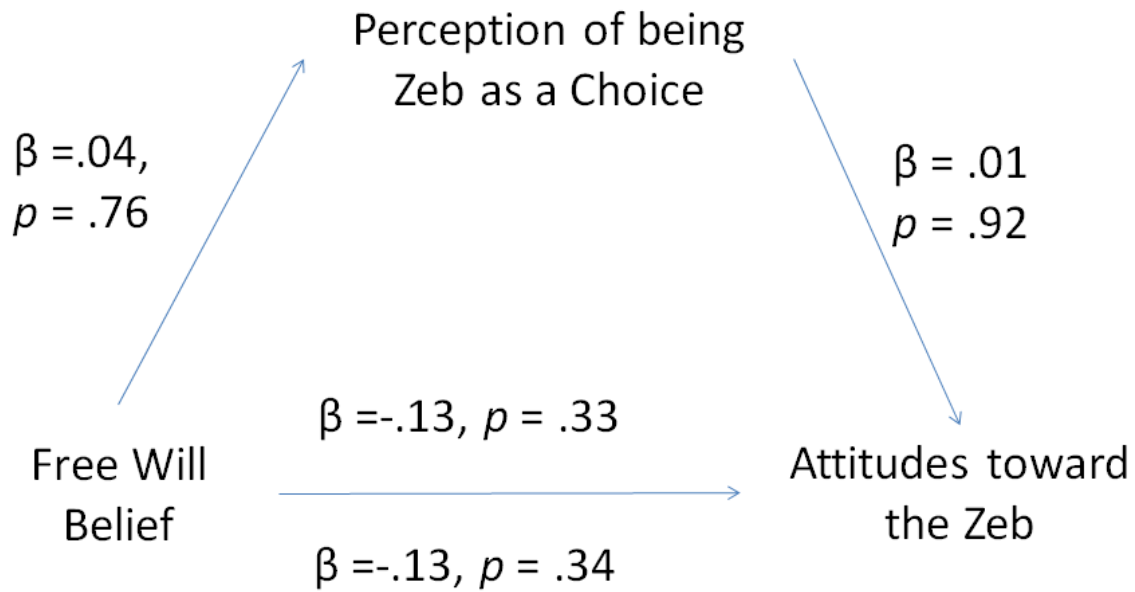 Perception of being
Zeb as a Choice
β =.04,
p = .76
β = .01
p = .92
β =-.13, p = .33
Free Will
Belief
Attitudes toward
the Zeb
β =-.13, p = .34